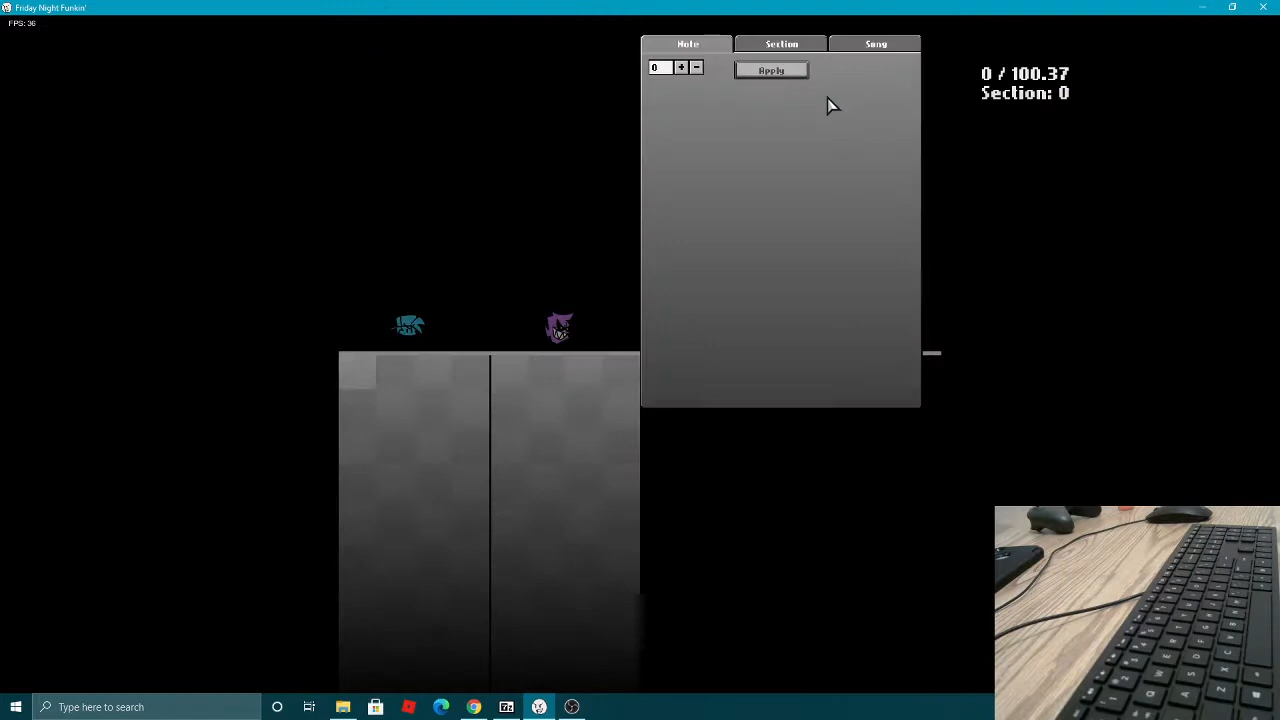 Friday Night Funkin'
FPS: 36
Note
Section
Song
0 + -
Apply
0 / 100.37
Section: 0
Type here to search